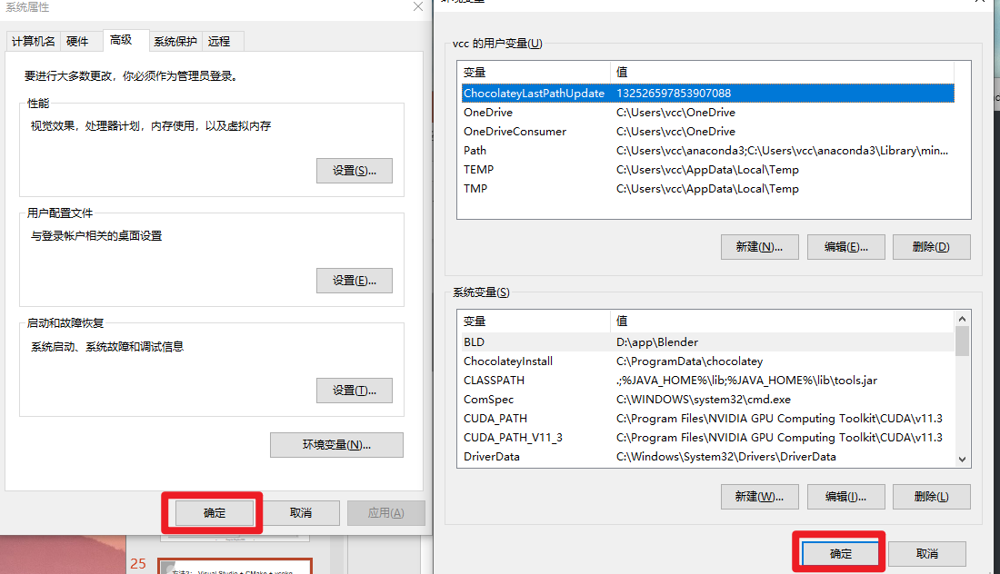 系统属性
计算机名 硬件 高级 系统保护 远程
要进行大多数更改，你必须作为管理员登录。
性能
视觉效果，处理器计划，内存使用，以及虚拟内存
设置(S)...
用户配置文件
与登录帐户相关的桌面设置
设置(E)...
启动和故障恢复
系统启动、系统故障和调试信息
设置(T)...
环境变量(N)...
确定 取消 应用(A)
25
Visual Studio + CMake + vcpkg
环境变量
vcc 的用户变量(U)
变量 值
ChocolateyLastPathUpdate 132526597853907088
OneDrive C:\Users\vcc\OneDrive
OneDriveConsumer C:\Users\vcc\OneDrive
Path C:\Users\vcc\anaconda3;C:\Users\vcc\anaconda3\Library\min...
TEMP C:\Users\vcc\AppData\Local\Temp
TMP C:\Users\vcc\AppData\Local\Temp
新建(N)... 编辑(E)... 删除(D)
系统变量(S)
变量 值
BLD D:\app\Blender
ChocolateyInstall C:\ProgramData\chocolatey
CLASSPATH .;%JAVA_HOME%\lib;%JAVA_HOME%\lib\tools.jar
ComSpec C:\WINDOWS\system32\cmd.exe
CUDA_PATH C:\Program Files\NVIDIA GPU Computing Toolkit\CUDA\v11.3
CUDA_PATH_V11_3 C:\Program Files\NVIDIA GPU Computing Toolkit\CUDA\v11.3
DriverData C:\Windows\System32\Drivers\DriverData
新建(W)... 编辑(I)... 删除(L)
确定 取消